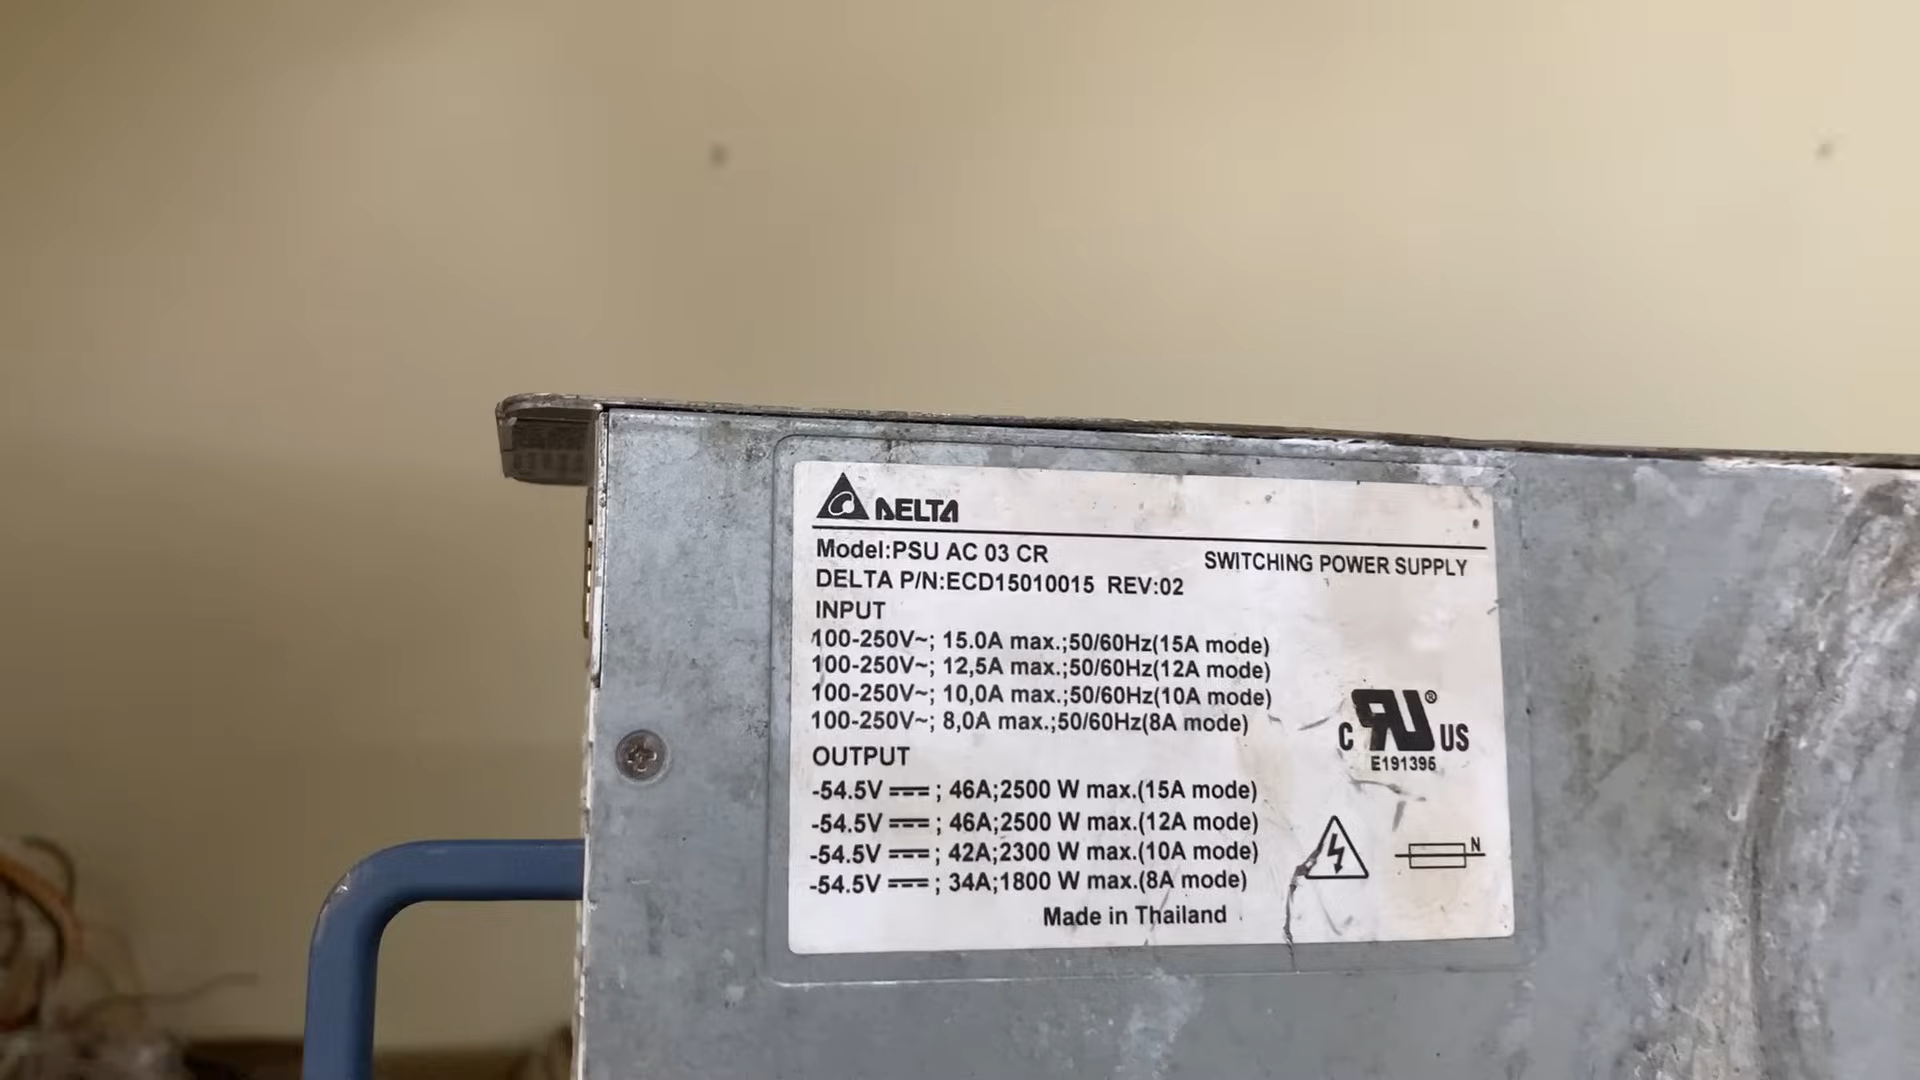 DELTA
Model:PSU AC 03 CR
SWITCHING POWER SUPPLY
DELTA P/N:ECD15010015 REV:02
INPUT
100-250V~; 15.0A max.;50/60Hz(15A mode)
100-250V~; 12,5A max.;50/60Hz(12A mode)
100-250V~; 10,0A max.;50/60Hz(10A mode)
100-250V~; 8,0A max.;50/60Hz(8A mode)
C RU ® US
E191395
OUTPUT
-54.5V ⎓; 46A;2500 W max.(15A mode)
-54.5V ⎓; 46A;2500 W max.(12A mode)
-54.5V ⎓; 42A;2300 W max.(10A mode)
-54.5V ⎓; 34A;1800 W max.(8A mode)
N
Made in Thailand